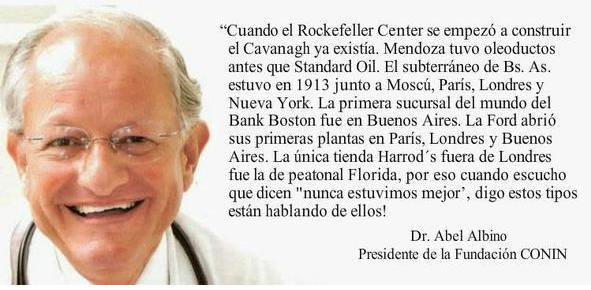 “Cuando el Rockefeller Center se empezó a construir
el Cavanagh ya existía. Mendoza tuvo oleoductos
antes que Standard Oil. El subterráneo de Bs. As.
estuvo en 1913 junto a Moscú, París, Londres y
Nueva York. La primera sucursal del mundo del
Bank Boston fue en Buenos Aires. La Ford abrió
sus primeras plantas en París, Londres y Buenos
Aires. La única tienda Harrod´s fuera de Londres
fue la de peatonal Florida, por eso cuando escucho
que dicen "nunca estuvimos mejor’, digo estos tipos
están hablando de ellos!
Dr. Abel Albino
Presidente de la Fundación CONIN